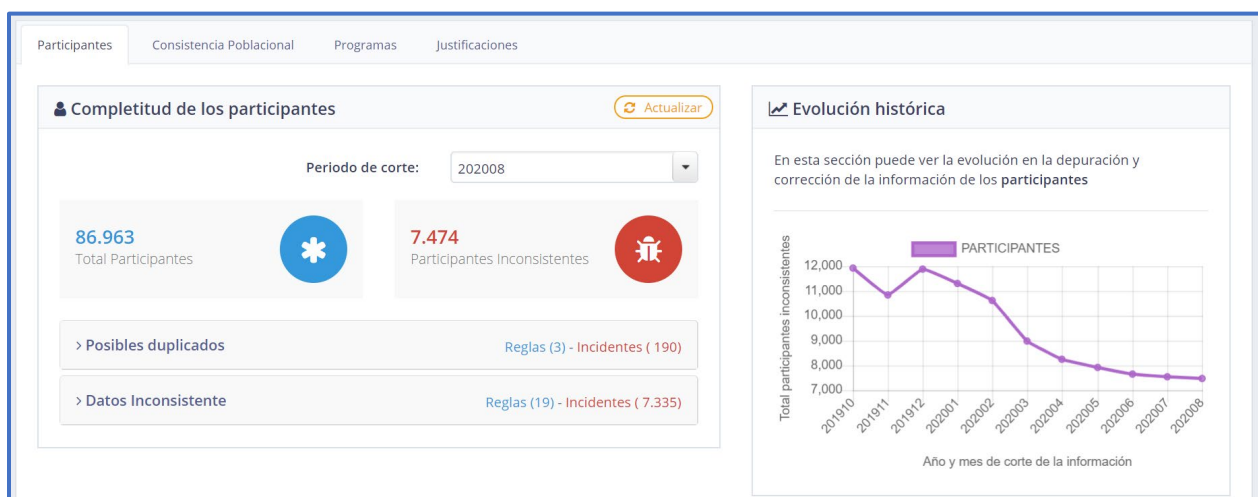 Participantes Consistencia Poblacional Programas Justificaciones
Completitud de los participantes
Actualizar
Periodo de corte: 202008
86.963
Total Participantes
7.474
Participantes Inconsistentes
> Posibles duplicados Reglas (3) - Incidentes ( 190)
> Datos Inconsistente Reglas (19) - Incidentes ( 7.335)
Evolución histórica
En esta sección puede ver la evolución en la depuración y
corrección de la información de los participantes
PARTICIPANTES
Total participantes inconsistentes
12,000
11,000
10,000
9,000
8,000
7,000
201910 201911 201912 202001 202002 202003 202004 202005 202006 202007 202008
Año y mes de corte de la información